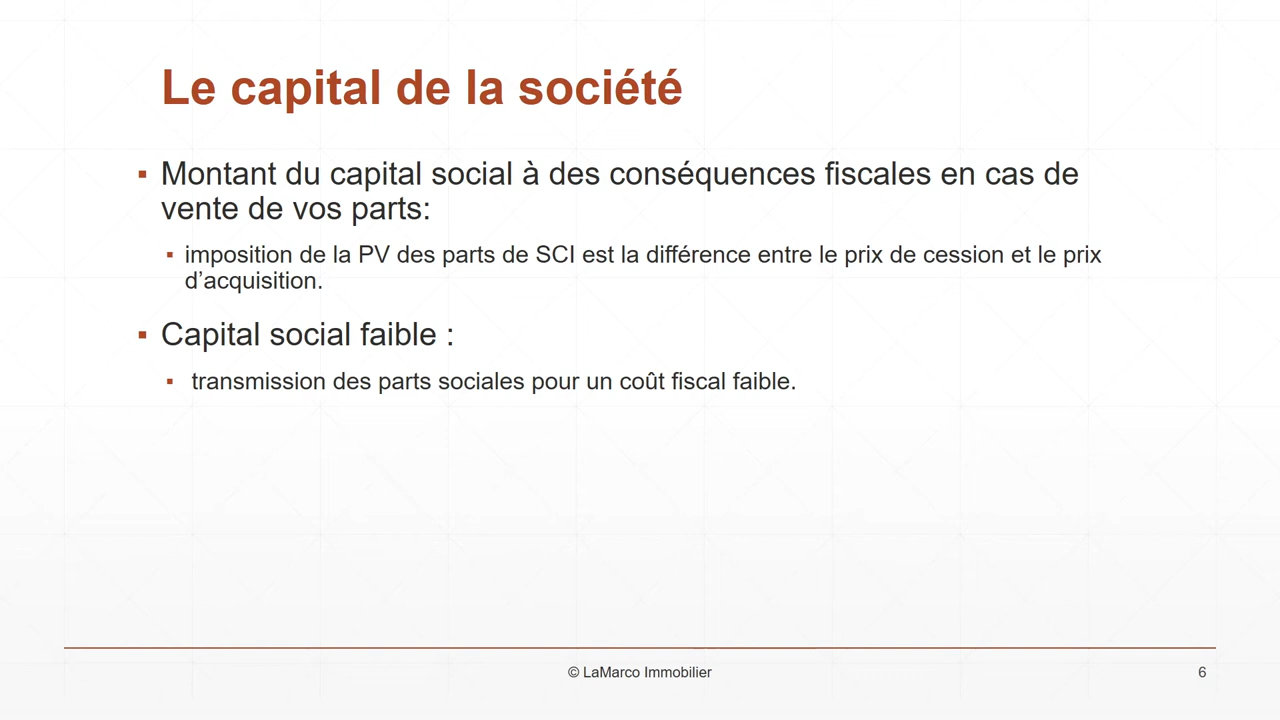 Le capital de la société
▪ Montant du capital social à des conséquences fiscales en cas de
vente de vos parts:
▪ imposition de la PV des parts de SCI est la différence entre le prix de cession et le prix
d’acquisition.
▪ Capital social faible :
▪ transmission des parts sociales pour un coût fiscal faible.
© LaMarco Immobilier
6